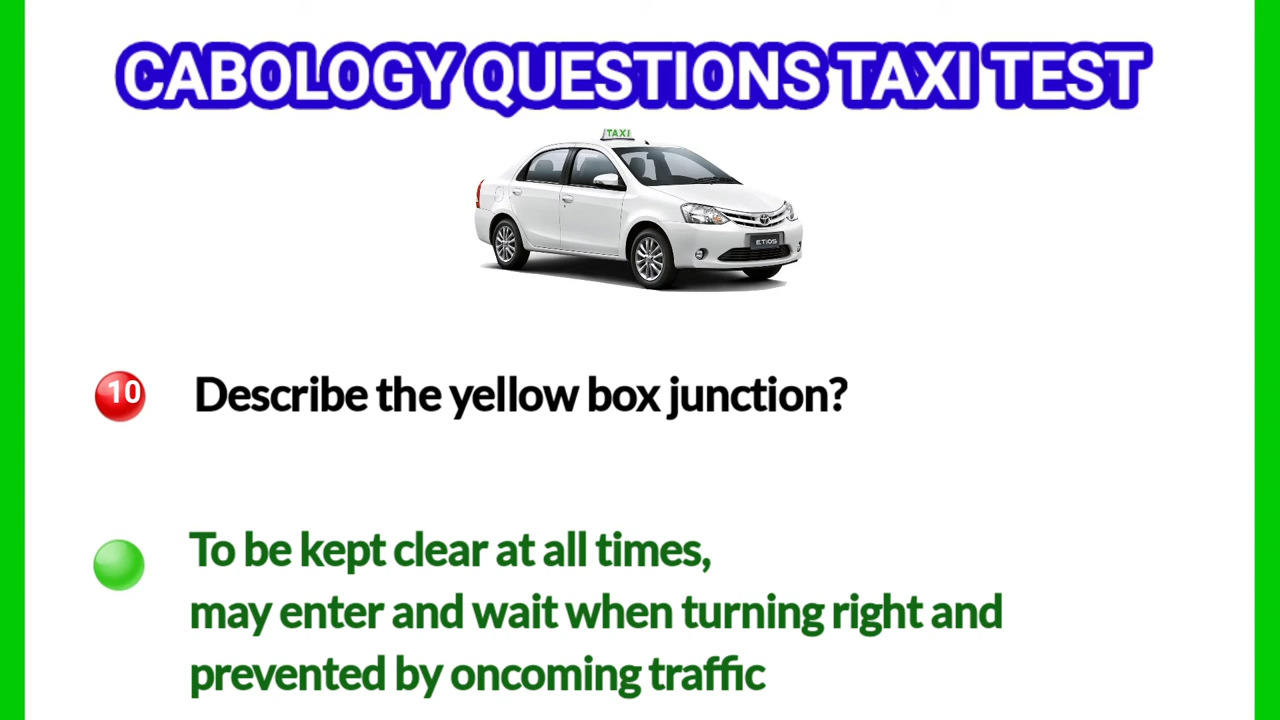 CABOLOGY QUESTIONS TAXI TEST
TAXI
ETIOS
10 Describe the yellow box junction?
To be kept clear at all times,
may enter and wait when turning right and
prevented by oncoming traffic